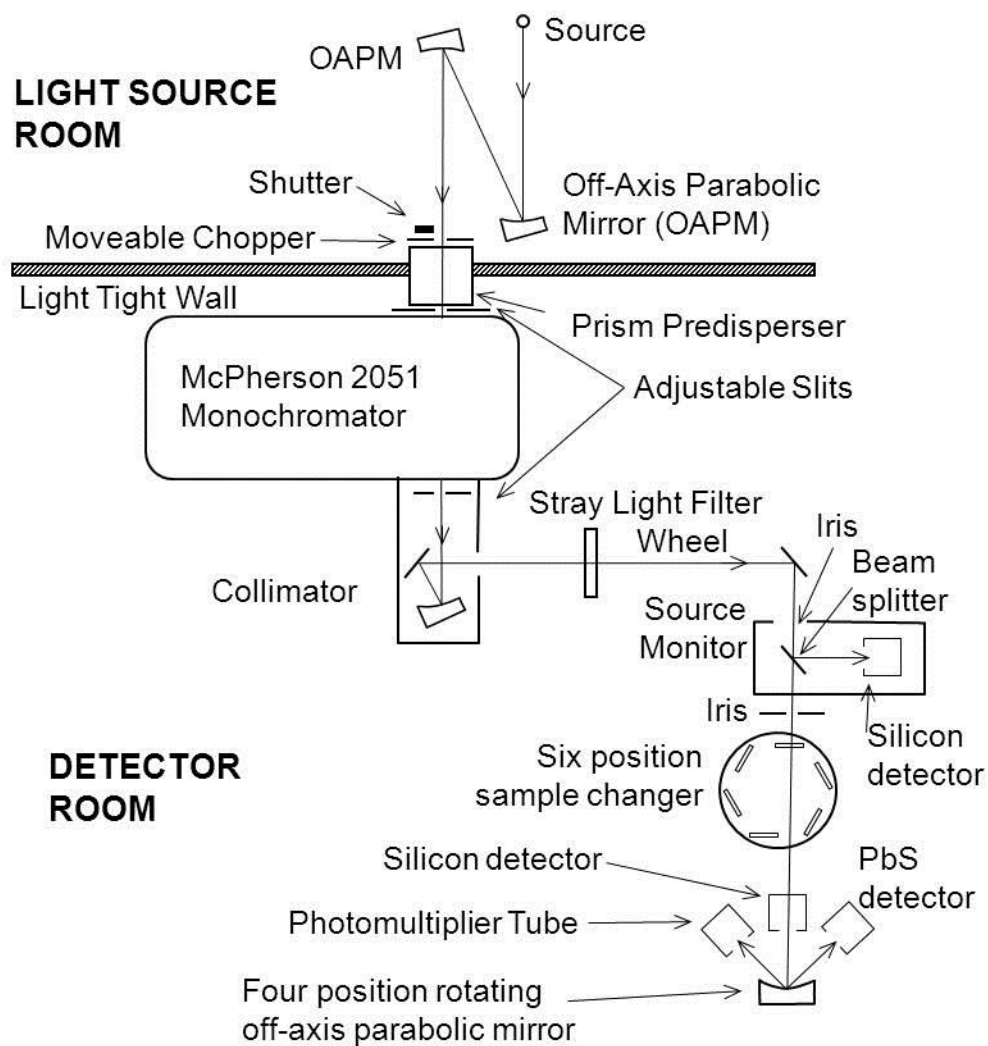 Source
OAPM
LIGHT SOURCE
ROOM
Shutter
Off-Axis Parabolic
Mirror (OAPM)
Moveable Chopper
Light Tight Wall
Prism Predisperser
McPherson 2051
Monochromator
Adjustable Slits
Stray Light Filter
Wheel
Iris
Beam
splitter
Collimator
Source
Monitor
Iris
Silicon
detector
DETECTOR
ROOM
Six position
sample changer
Silicon detector
PbS
detector
Photomultiplier Tube
Four position rotating
off-axis parabolic mirror